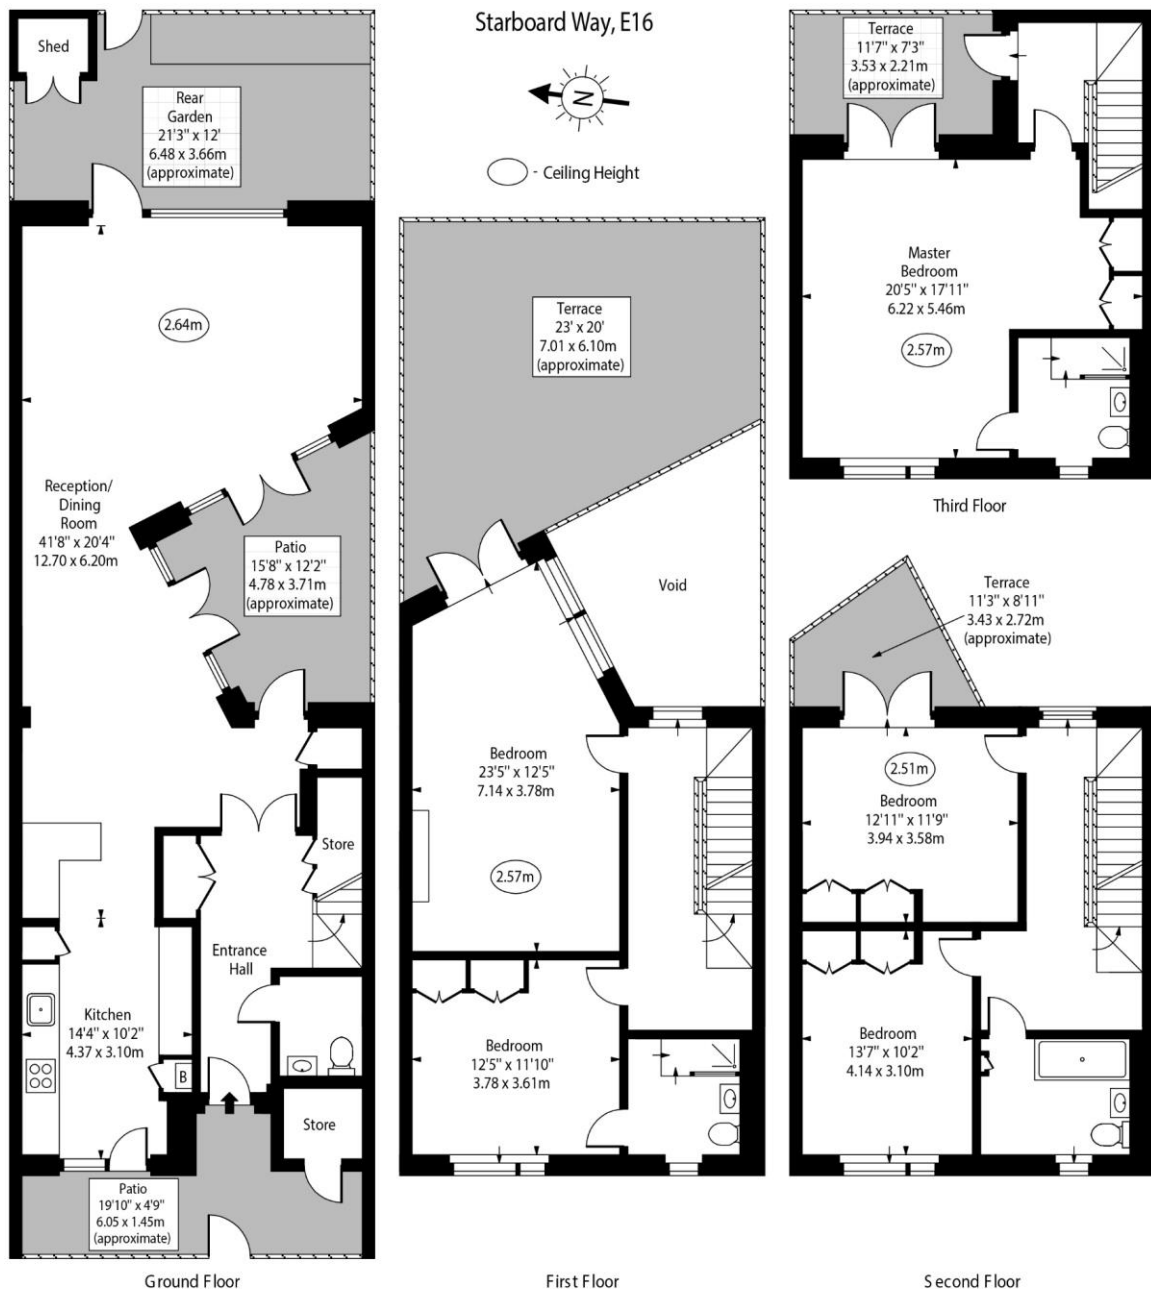 Starboard Way, E16
N
- Ceiling Height
Shed
Rear
Garden
21'3" x 12'
6.48 x 3.66m
(approximate)
2.64m
Reception/
Dining
Room
41'8" x 20'4"
12.70 x 6.20m
Patio
15'8" x 12'2"
4.78 x 3.71m
(approximate)
Store
Entrance
Hall
Kitchen
14'4" x 10'2"
4.37 x 3.10m
B
Store
Patio
19'10" x 4'9"
6.05 x 1.45m
(approximate)
Ground Floor
Terrace
23' x 20'
7.01 x 6.10m
(approximate)
Void
Bedroom
23'5" x 12'5"
7.14 x 3.78m
2.57m
Bedroom
12'5" x 11'10"
3.78 x 3.61m
First Floor
Terrace
11'7" x 7'3"
3.53 x 2.21m
(approximate)
Master
Bedroom
20'5" x 17'11"
6.22 x 5.46m
2.57m
Third Floor
Terrace
11'3" x 8'11"
3.43 x 2.72m
(approximate)
2.51m
Bedroom
12'11" x 11'9"
3.94 x 3.58m
Bedroom
13'7" x 10'2"
4.14 x 3.10m
Second Floor